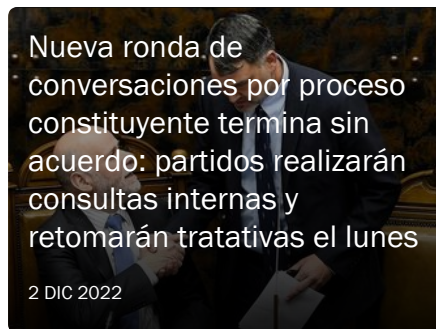 Nueva ronda de
conversaciones por proceso
constituyente termina sin
acuerdo: partidos realizarán
consultas internas y
retomarán tratativas el lunes
2 DIC 2022